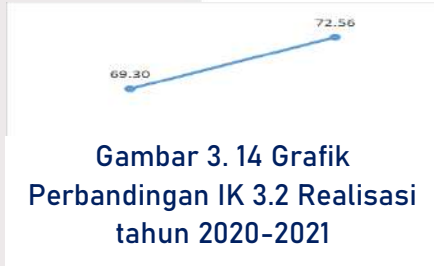 72.56
69.30
Gambar 3. 14 Grafik
Perbandingan IK 3.2 Realisasi
tahun 2020-2021